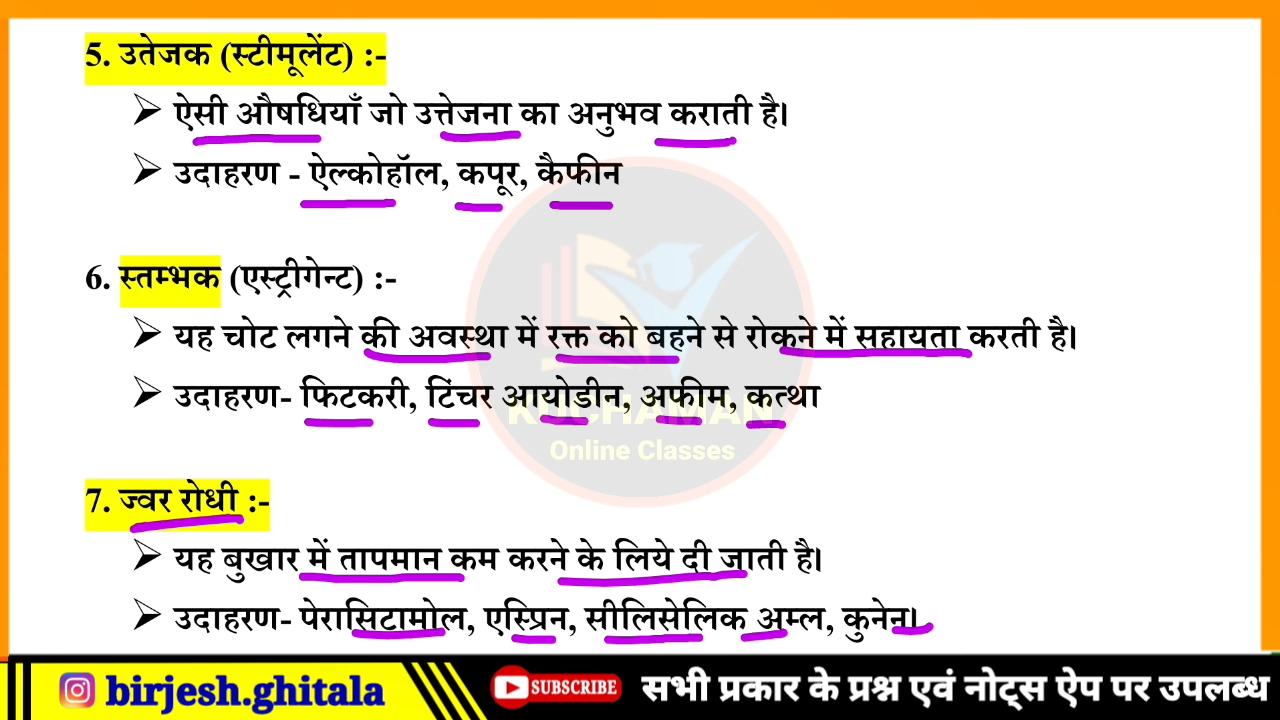 5. उतेजक (स्टीमूलेंट) :-
➢ ऐसी औषधियाँ जो उत्तेजना का अनुभव कराती है।
➢ उदाहरण - ऐल्कोहॉल, कपूर, कैफीन
6. स्तम्भक (एस्ट्रीगेन्ट) :-
➢ यह चोट लगने की अवस्था में रक्त को बहने से रोकने में सहायता करती है।
➢ उदाहरण- फिटकरी, टिंचर आयोडीन, अफीम, कत्था
KUCHAMAN
Online Classes
7. ज्वर रोधी :-
➢ यह बुखार में तापमान कम करने के लिये दी जाती है।
➢ उदाहरण- पेरासिटामोल, एस्प्रिन, सीलिसेलिक अम्ल, कुनेन।
birjesh.ghitala SUBSCRIBE सभी प्रकार के प्रश्न एवं नोट्स ऐप पर उपलब्ध